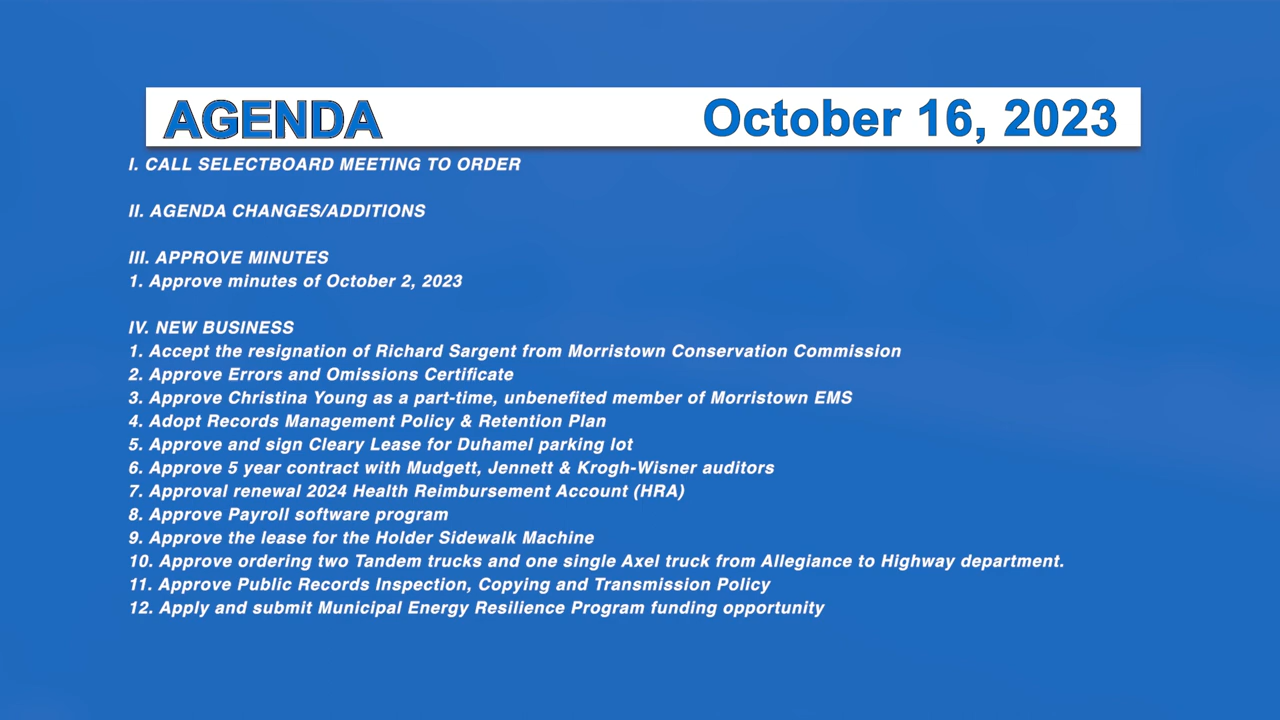 AGENDA October 16, 2023
I. CALL SELECTBOARD MEETING TO ORDER
II. AGENDA CHANGES/ADDITIONS
III. APPROVE MINUTES
1. Approve minutes of October 2, 2023
IV. NEW BUSINESS
1. Accept the resignation of Richard Sargent from Morristown Conservation Commission
2. Approve Errors and Omissions Certificate
3. Approve Christina Young as a part-time, unbenefited member of Morristown EMS
4. Adopt Records Management Policy & Retention Plan
5. Approve and sign Cleary Lease for Duhamel parking lot
6. Approve 5 year contract with Mudgett, Jennett & Krogh-Wisner auditors
7. Approval renewal 2024 Health Reimbursement Account (HRA)
8. Approve Payroll software program
9. Approve the lease for the Holder Sidewalk Machine
10. Approve ordering two Tandem trucks and one single Axel truck from Allegiance to Highway department.
11. Approve Public Records Inspection, Copying and Transmission Policy
12. Apply and submit Municipal Energy Resilience Program funding opportunity